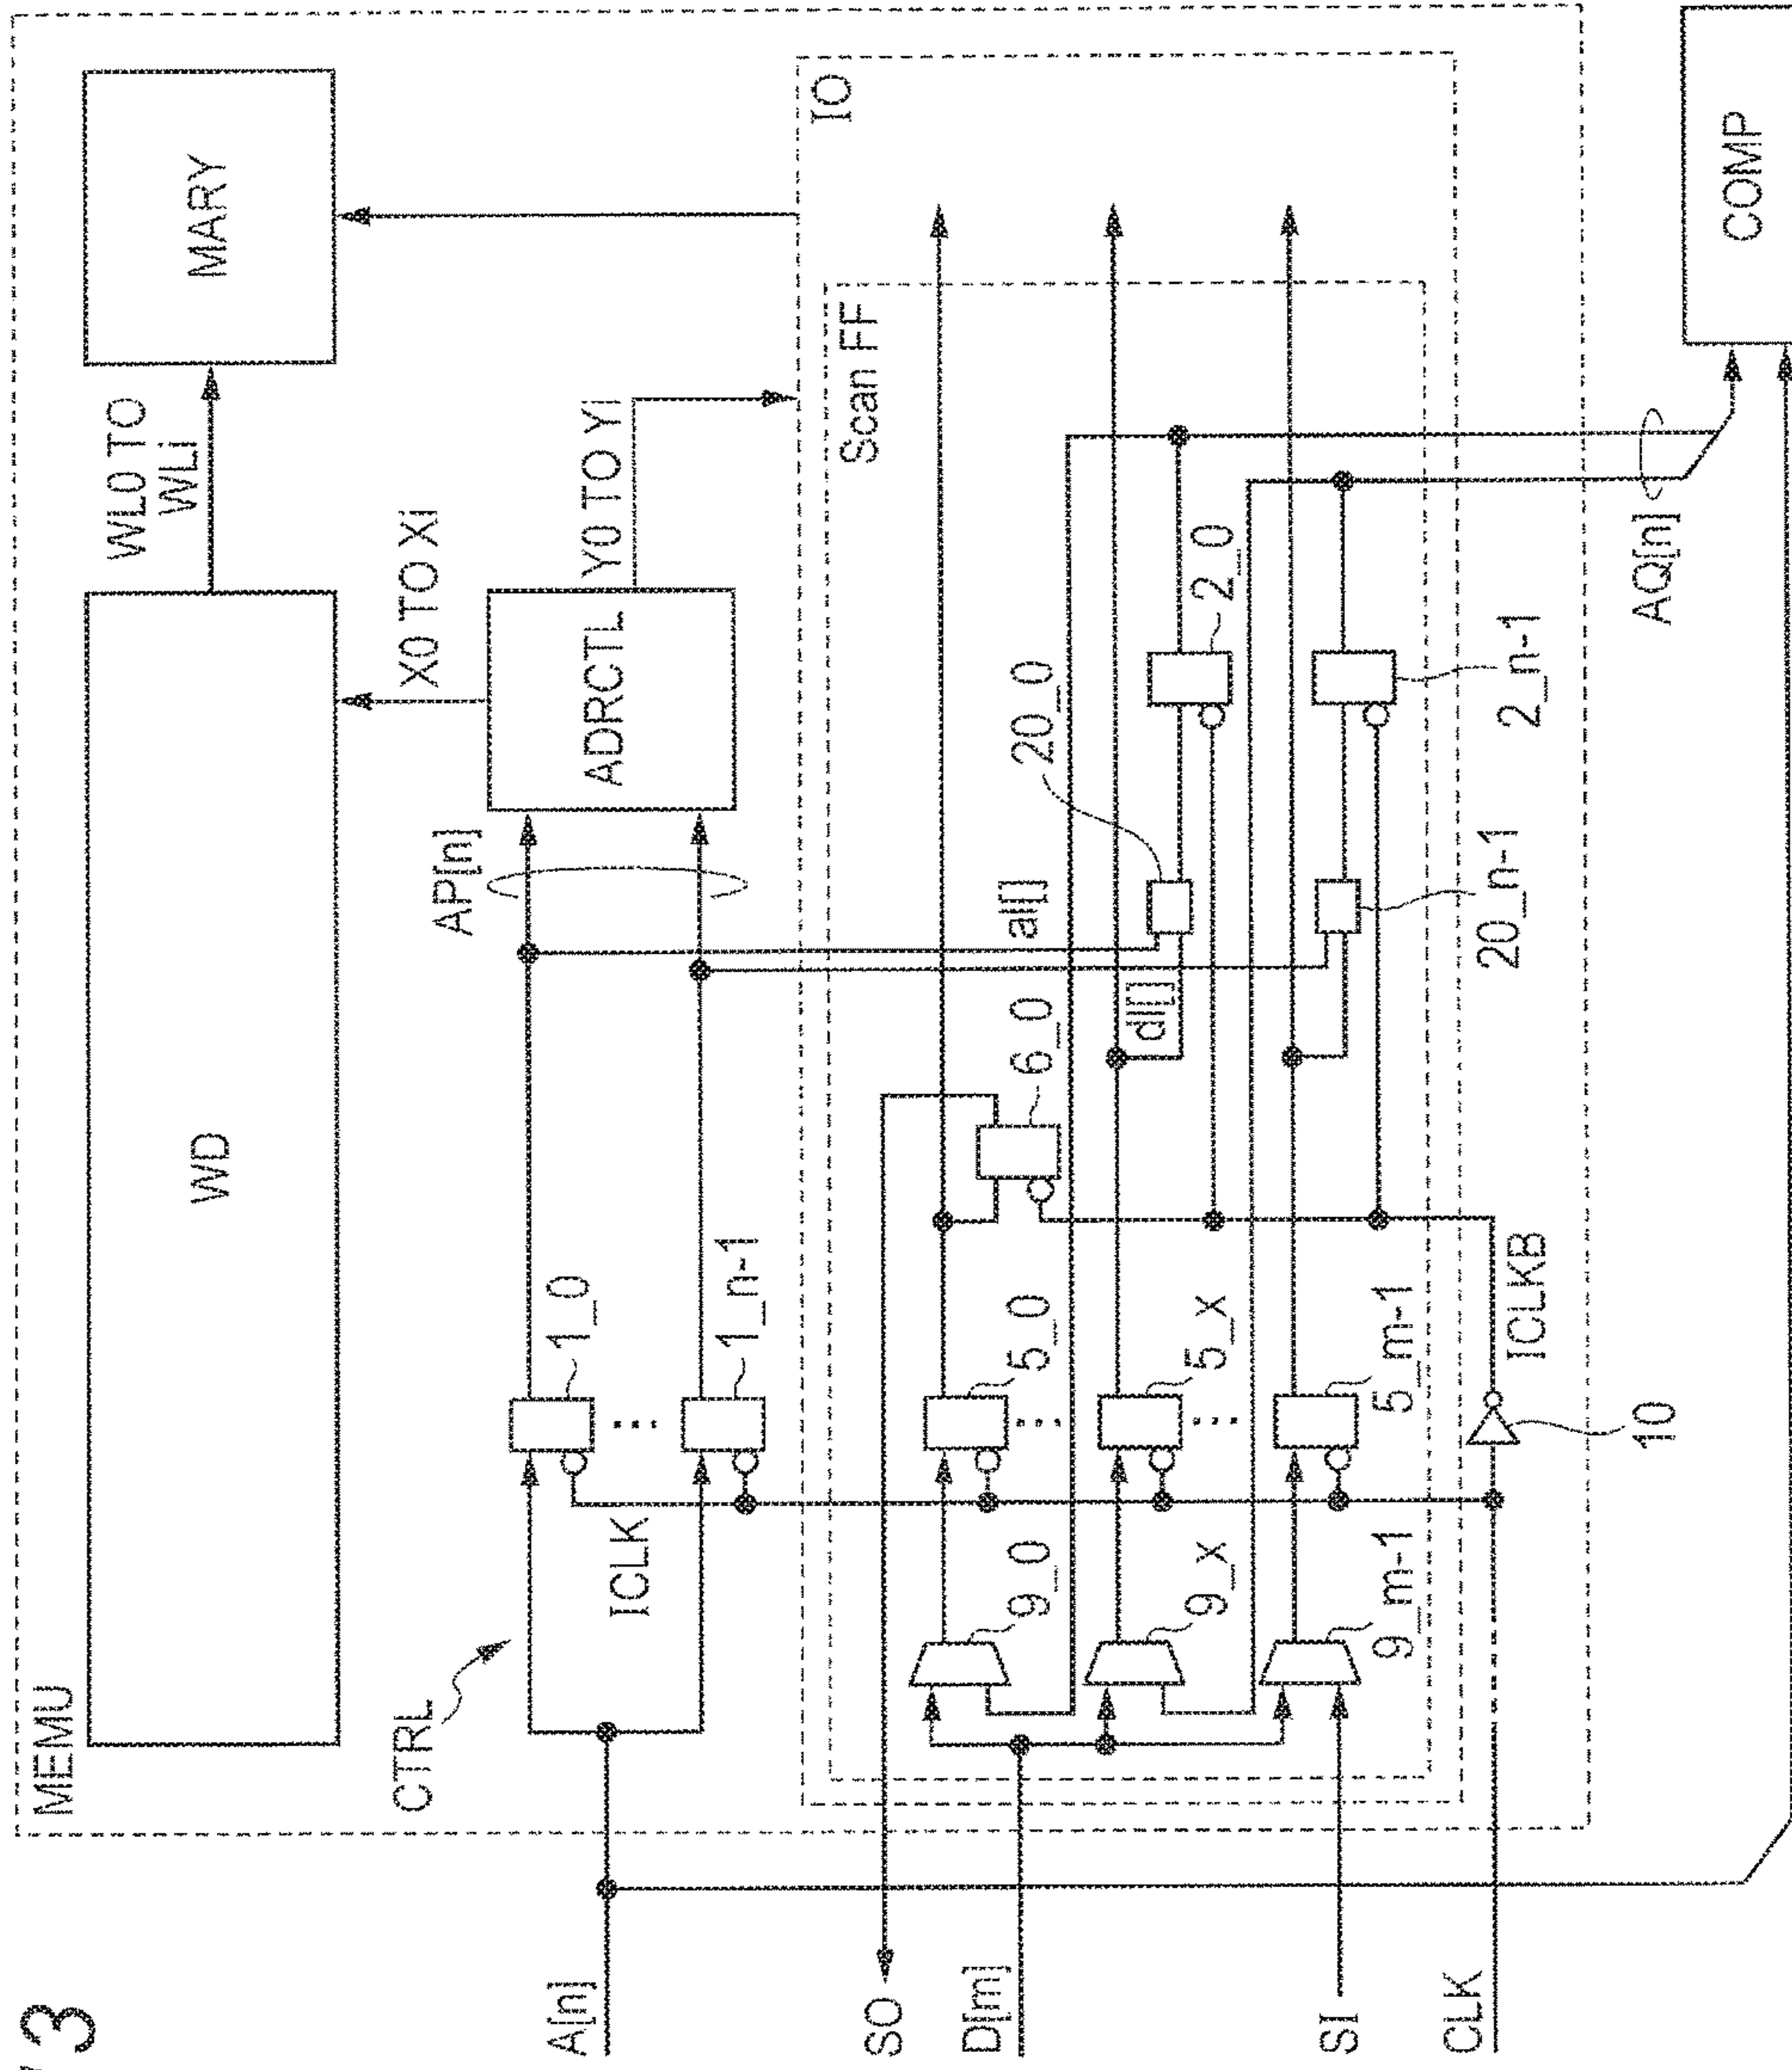 3
MEMU
WD
WL0 TO
WLi
MARY
CTRL
X0 TO Xi
AP[n]
ADRCTL
Y0 TO Yi
1_0
1_n-1
ICLK
A[n]
IO
Scan FF
SO
D[m]
SI
CLK
9_0
9_x
9_m-1
5_0
5_x
5_m-1
6_0
al[]
dl[]
20_0
20_n-1
2_0
2_n-1
10
ICLKB
AQ[n]
COMP